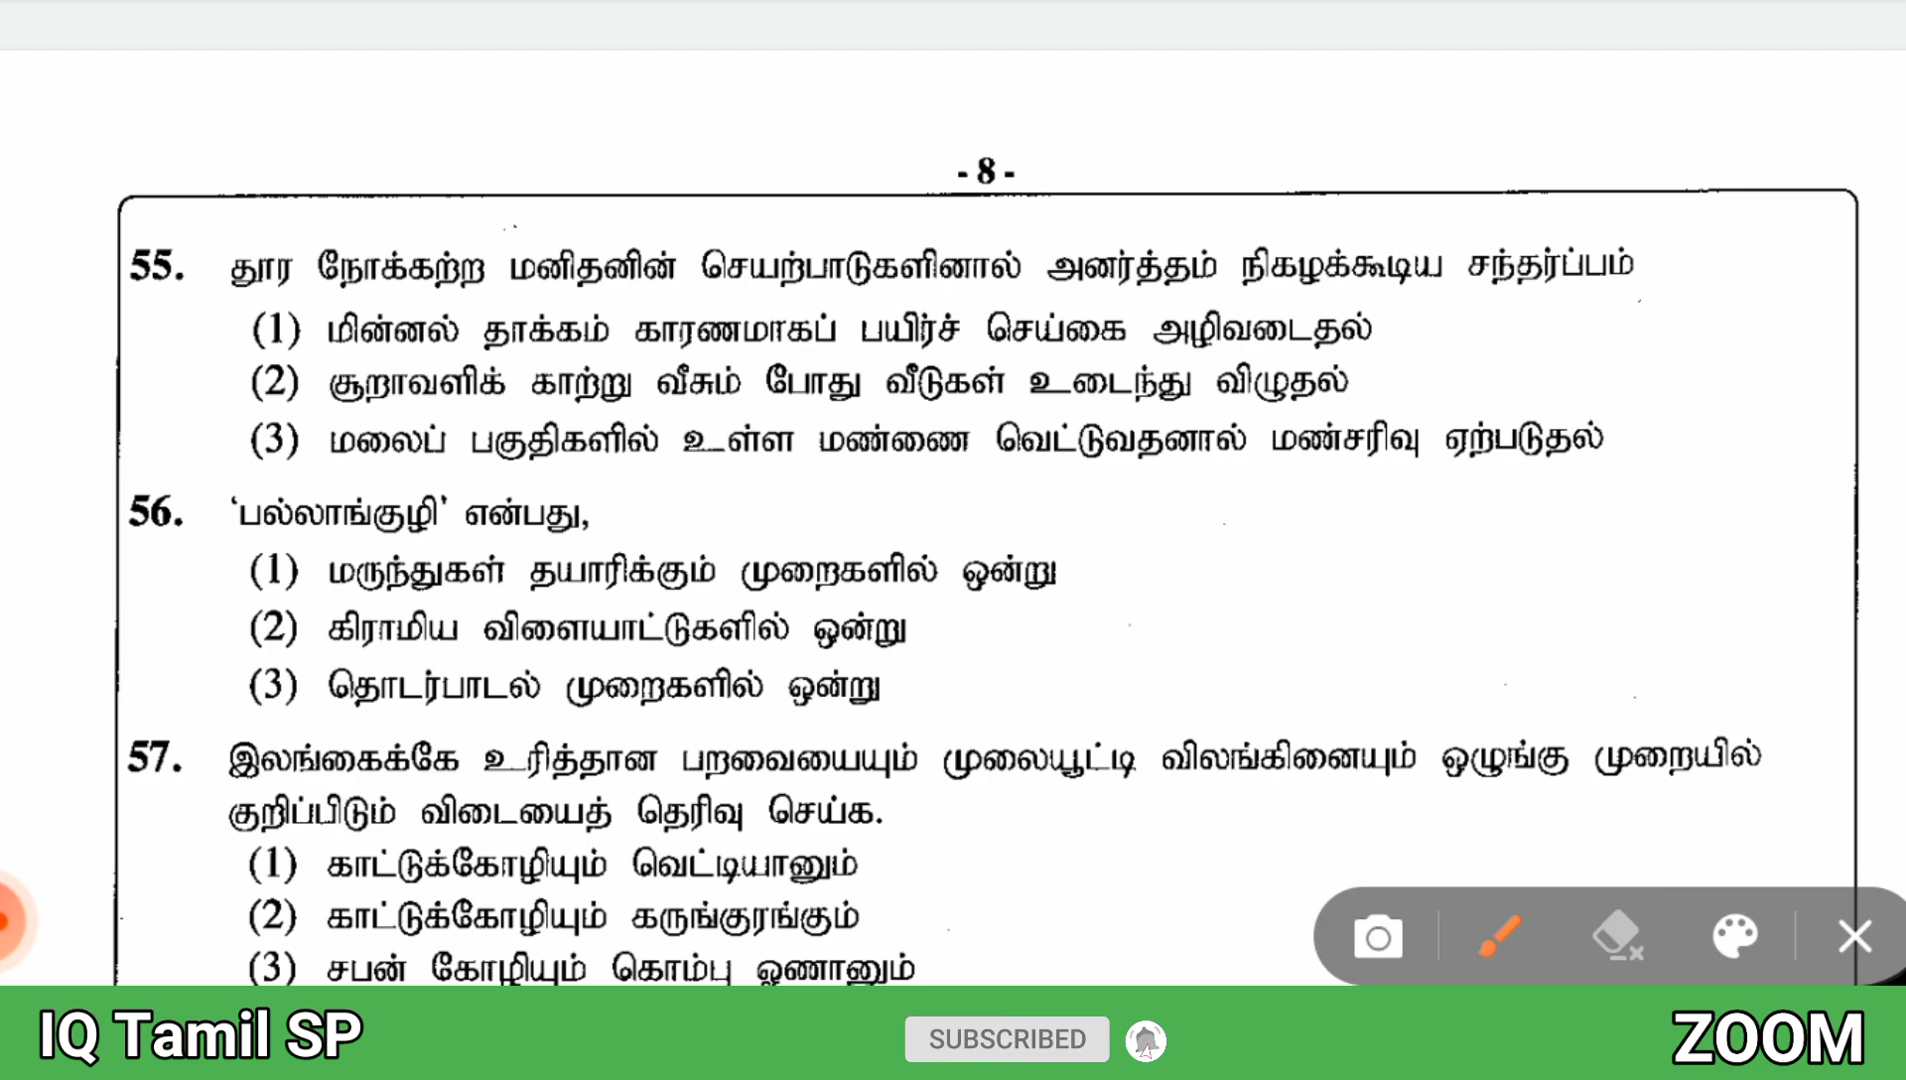 - 8 -
55. தூர நோக்கற்ற மனிதனின் செயற்பாடுகளினால் அனர்த்தம் நிகழக்கூடிய சந்தர்ப்பம்
(1) மின்னல் தாக்கம் காரணமாகப் பயிர்ச் செய்கை அழிவடைதல்
(2) சூறாவளிக் காற்று வீசும் போது வீடுகள் உடைந்து விழுதல்
(3) மலைப் பகுதிகளில் உள்ள மண்ணை வெட்டுவதனால் மண்சரிவு ஏற்படுதல்
56. ‘பல்லாங்குழி’ என்பது,
(1) மருந்துகள் தயாரிக்கும் முறைகளில் ஒன்று
(2) கிராமிய விளையாட்டுகளில் ஒன்று
(3) தொடர்பாடல் முறைகளில் ஒன்று
57. இலங்கைக்கே உரித்தான பறவையையும் முலையூட்டி விலங்கினையும் ஒழுங்கு முறையில்
குறிப்பிடும் விடையைத் தெரிவு செய்க.
(1) காட்டுக்கோழியும் வெட்டியானும்
(2) காட்டுக்கோழியும் கருங்குரங்கும்
(3) சபன் கோழியும் கொம்பு ஓணானும்
IQ Tamil SP
SUBSCRIBED
ZOOM